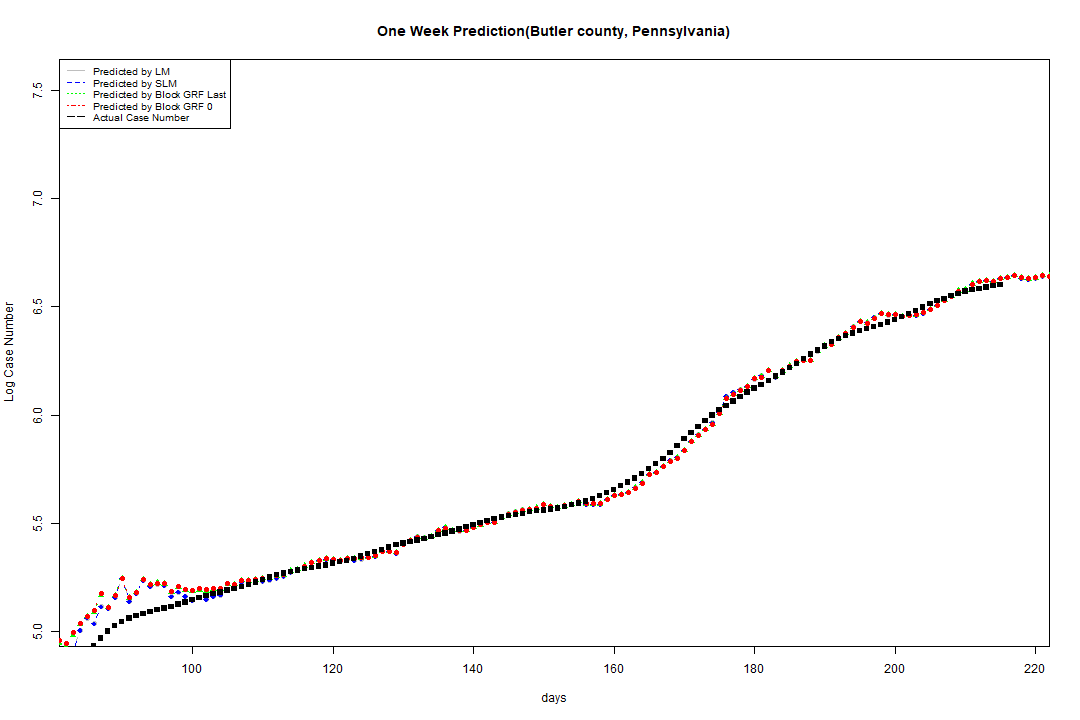 One Week Prediction(Butler county, Pennsylvania)
Predicted by LM
Predicted by SLM
Predicted by Block GRF Last
Predicted by Block GRF 0
Actual Case Number
7.5
7.0
6.5
6.0
5.5
5.0
Log Case Number
100 120 140 160 180 200 220
days